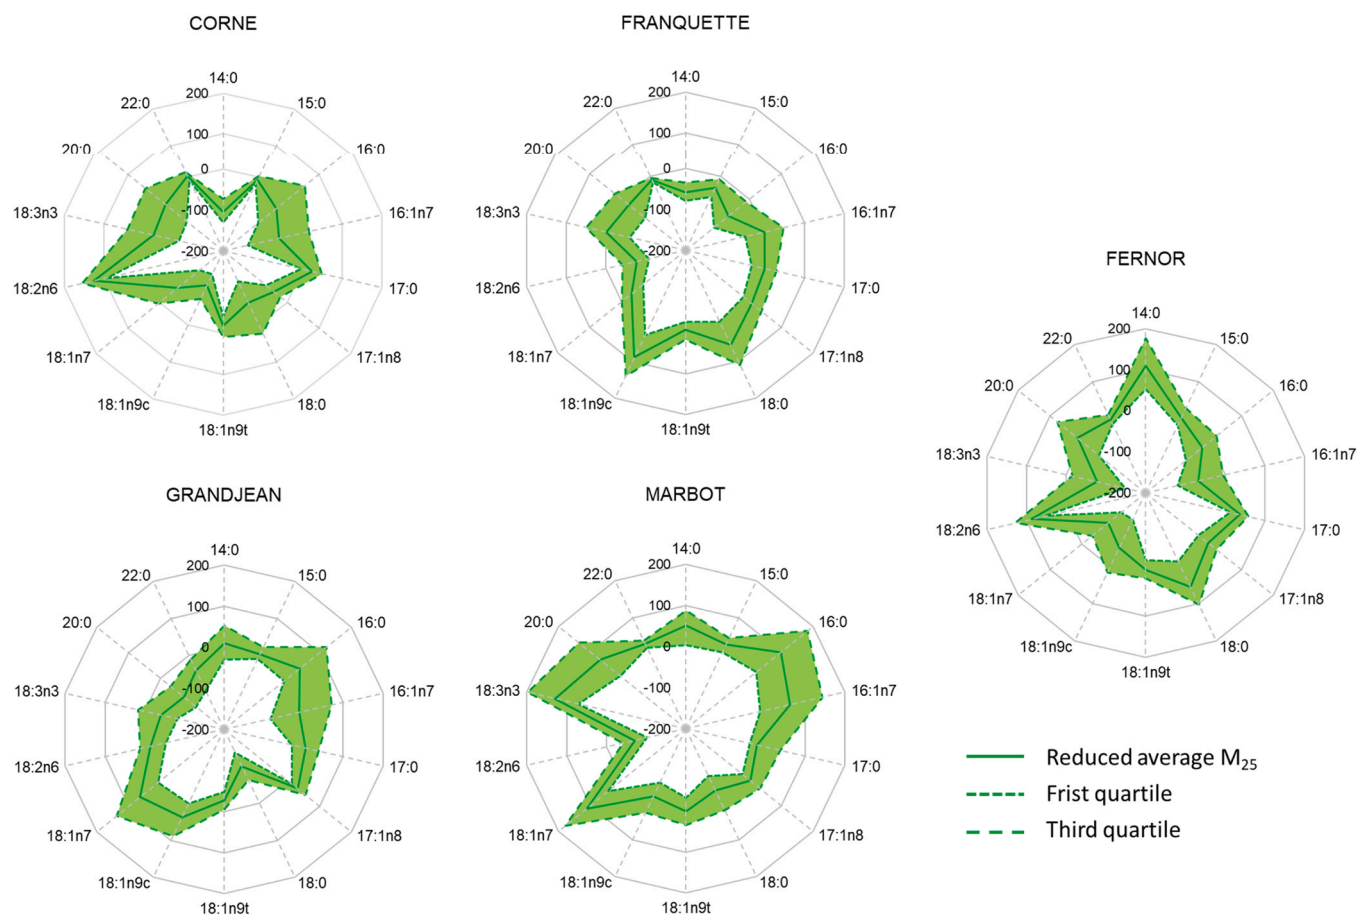 CORNE
14:0
15:0
16:0
16:1n7
17:0
17:1n8
18:0
18:1n9t
18:1n9c
18:1n7
18:2n6
18:3n3
20:0
22:0
200
100
0
-100
-200
FRANQUETTE
14:0
15:0
16:0
16:1n7
17:0
17:1n8
18:0
18:1n9t
18:1n9c
18:1n7
18:2n6
18:3n3
20:0
22:0
200
100
0
-100
-200
FERNOR
14:0
15:0
16:0
16:1n7
17:0
17:1n8
18:0
18:1n9t
18:1n9c
18:1n7
18:2n6
18:3n3
20:0
22:0
200
100
0
-100
-200
GRANDJEAN
14:0
15:0
16:0
16:1n7
17:0
17:1n8
18:0
18:1n9t
18:1n9c
18:1n7
18:2n6
18:3n3
20:0
22:0
200
100
0
-100
-200
MARBOT
14:0
15:0
16:0
16:1n7
17:0
17:1n8
18:0
18:1n9t
18:1n9c
18:1n7
18:2n6
18:3n3
20:0
22:0
200
100
0
-100
-200
Reduced average M25
Frist quartile
Third quartile